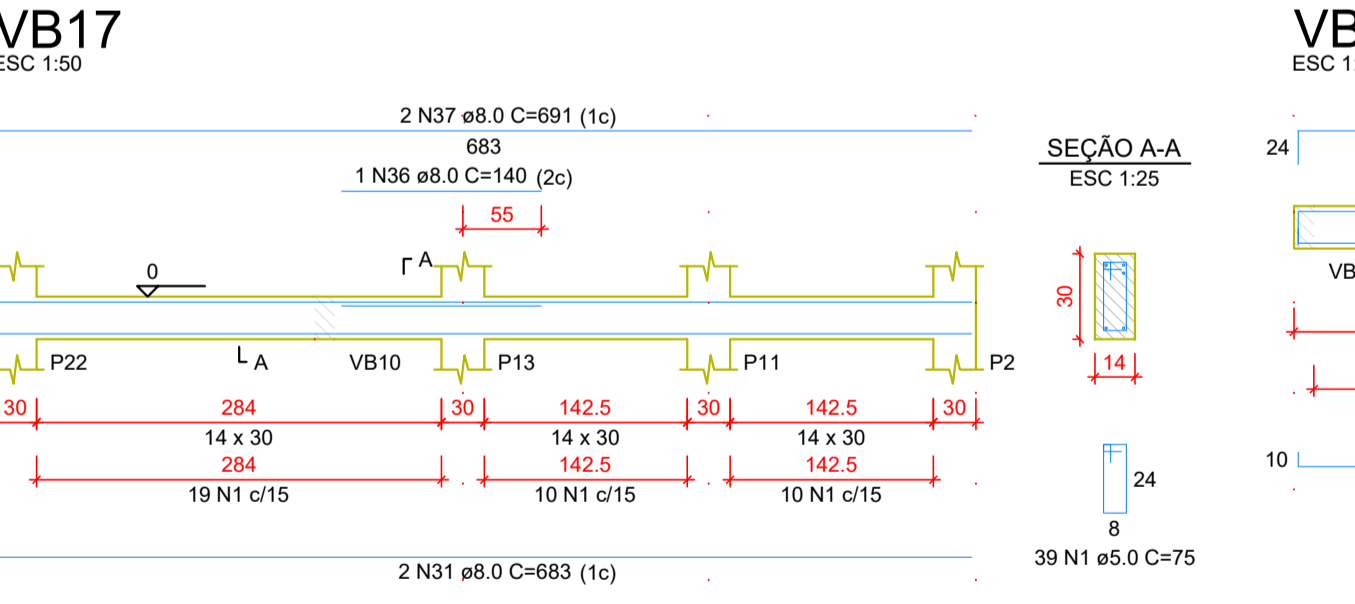 VB17
ESC 1:50
VB
ESC 1:
2 N37 ø8.0 C=691 (1c)
683
1 N36 ø8.0 C=140 (2c)
55
SEÇÃO A-A
ESC 1:25
24
A
0
30
VB
P22
A
VB10
P13
P11
P2
14
30 284 30 142.5 30 142.5 30
14 x 30 14 x 30 14 x 30
284 142.5 142.5
19 N1 c/15 10 N1 c/15 10 N1 c/15
24
8
39 N1 ø5.0 C=75
10
2 N31 ø8.0 C=683 (1c)